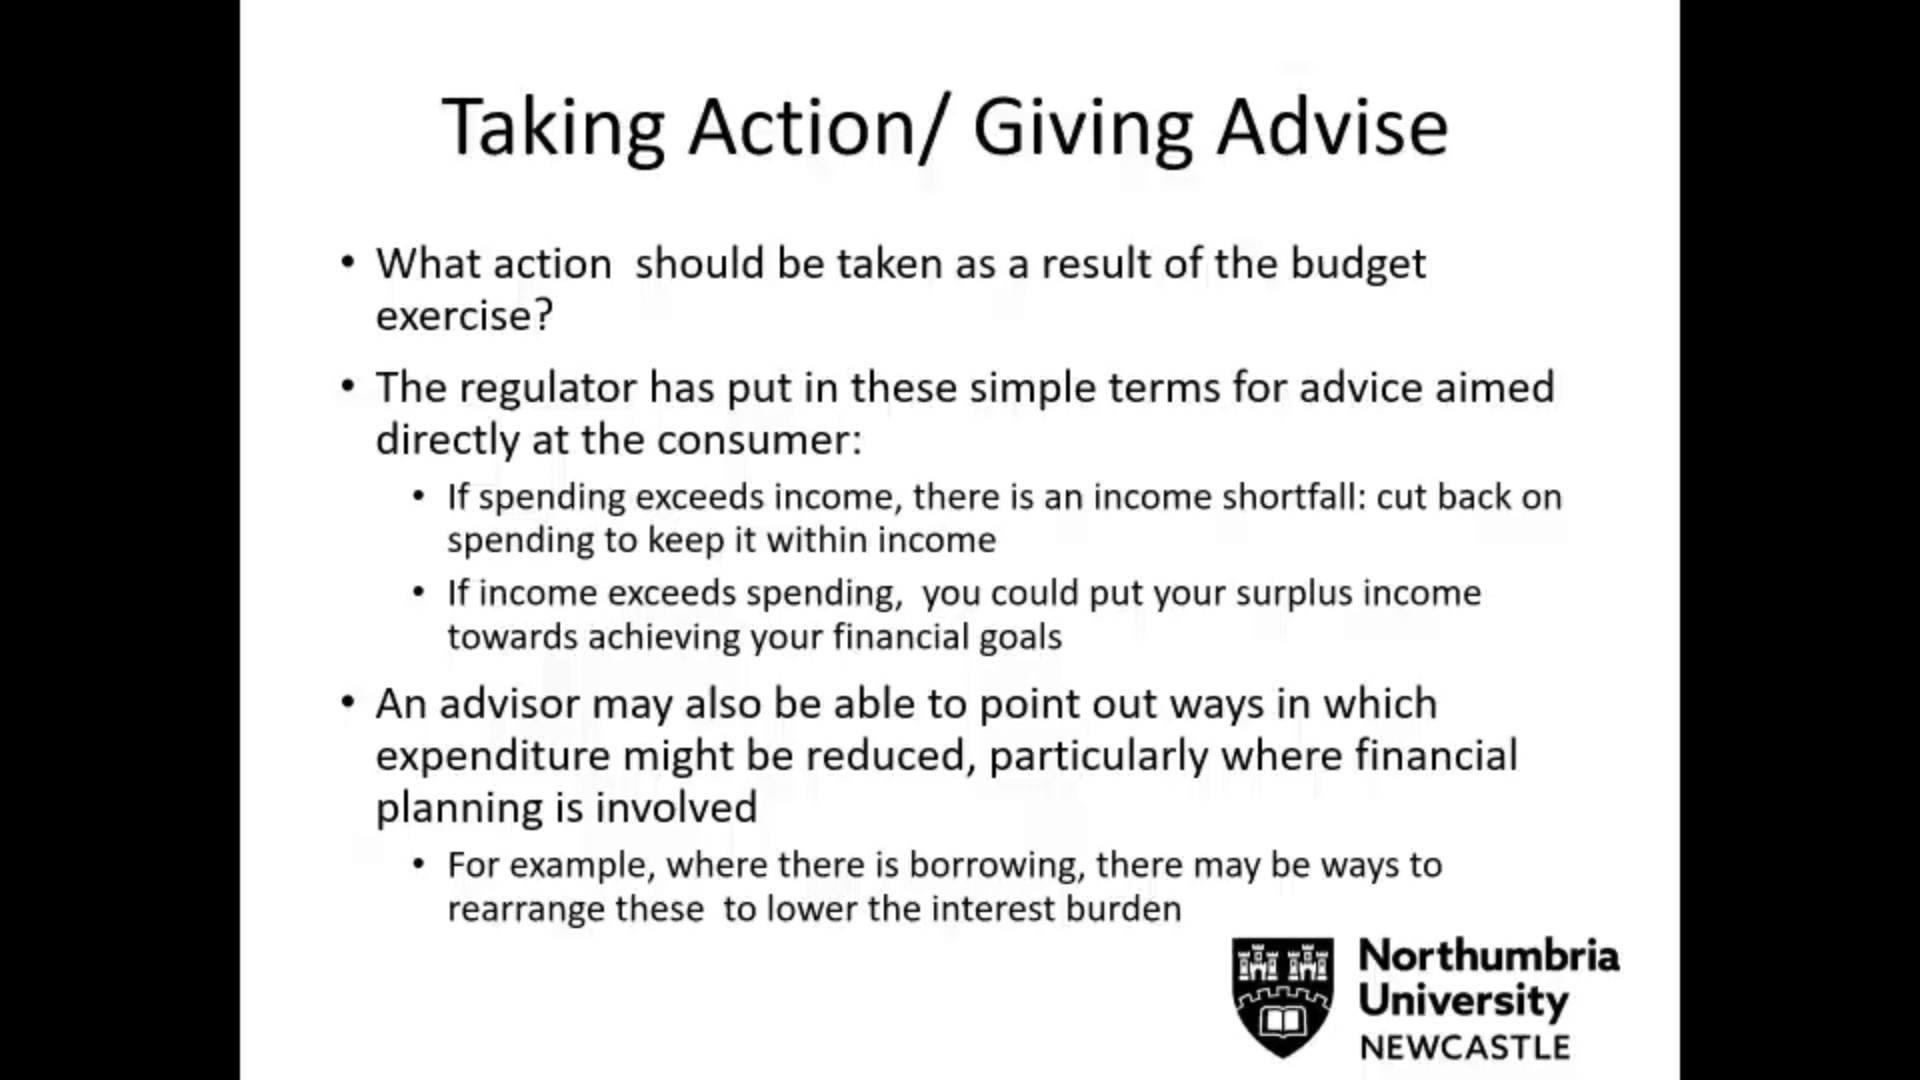 Taking Action/ Giving Advise
• What action  should be taken as a result of the budget
exercise?
• The regulator has put in these simple terms for advice aimed
directly at the consumer:
• If spending exceeds income, there is an income shortfall: cut back on
spending to keep it within income
• If income exceeds spending,  you could put your surplus income
towards achieving your financial goals
• An advisor may also be able to point out ways in which
expenditure might be reduced, particularly where financial
planning is involved
• For example, where there is borrowing, there may be ways to
rearrange these  to lower the interest burden
Northumbria
University
NEWCASTLE